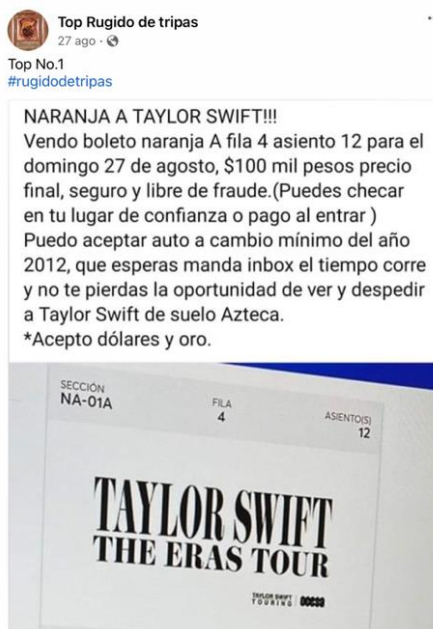 Top Rugido de tripas
27 ago ·
Top No.1
#rugidodetripas
NARANJA A TAYLOR SWIFT!!!
Vendo boleto naranja A fila 4 asiento 12 para el
domingo 27 de agosto, $100 mil pesos precio
final, seguro y libre de fraude.(Puedes checar
en tu lugar de confianza o pago al entrar )
Puedo aceptar auto a cambio mínimo del año
2012, que esperas manda inbox el tiempo corre
y no te pierdas la oportunidad de ver y despedir
a Taylor Swift de suelo Azteca.
*Acepto dólares y oro.
SECCIÓN
NA-01A
FILA
4
ASIENTO(S)
12
TAYLOR SWIFT
THE ERAS TOUR
TAYLOR SWIFT
TOURING
OCESA